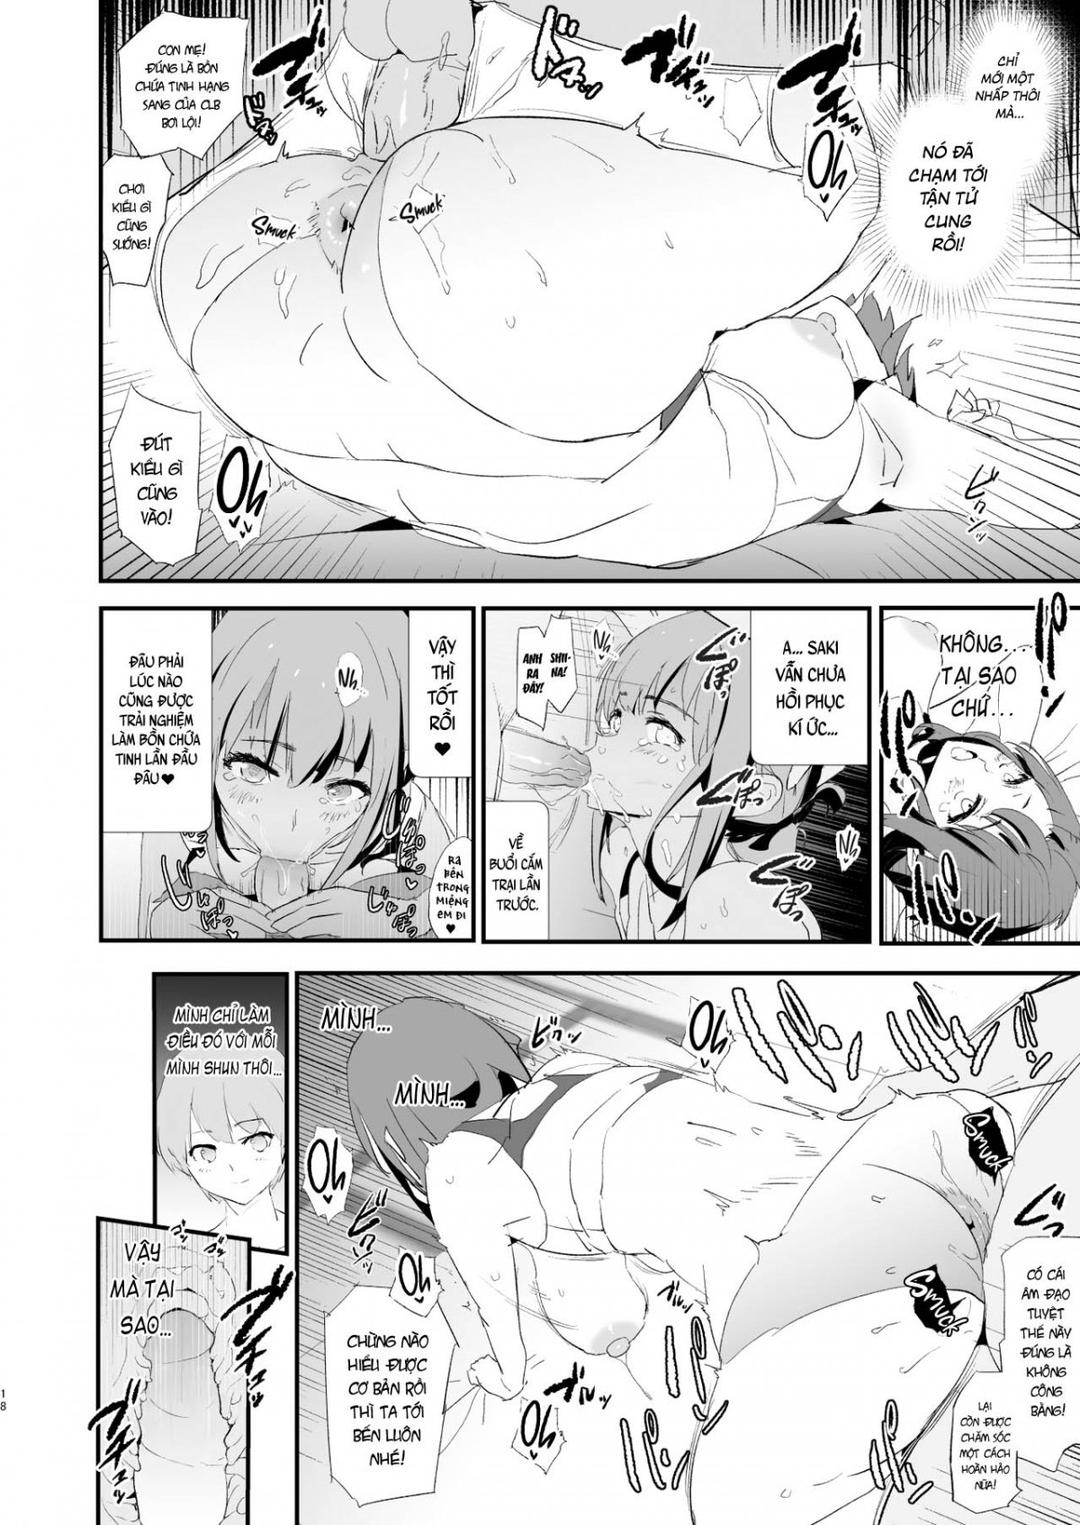 CHỈ
MỚI MỘT
NHẤP THÔI
MÀ...
NÓ ĐÃ
CHẠM TỚI
TẬN TỬ
CUNG
RỒI!
CON MẸ!
ĐÚNG LÀ BỒN
CHỨA TINH HẠNG
SANG CỦA CLB
BƠI LỘI!
CHƠI
KIỂU GÌ
CŨNG
SƯỚNG!
Oh
Smuck
Smuck
ĐÚT
KIỂU GÌ
CŨNG
VÀO!
Oh
KHÔNG...
TẠI SAO
CHỨ...
A... SAKI
VẪN CHƯA
HỒI PHỤC
KÍ ỨC...
SHII-
NA!
ANH
RA
ĐÂY!
VỀ
BUỔI CẮM
TRẠI LẦN
TRƯỚC.
VẬY
THÌ TỐT
RỒI
♥
ĐÂU PHẢI
LÚC NÀO
CŨNG ĐƯỢC
TRẢI NGHIỆM
LÀM BỒN CHỨA
TINH LẦN ĐẦU
ĐÂU♥
RA
BÊN
TRONG
MIỆNG
EM ĐI
♥
MÌNH...
MÌNH...
Oh
Oh
Oh
Oh
Smuck
Smuck
CÓ CÁI
ÂM ĐẠO
TUYỆT
THẾ NÀY
ĐÚNG LÀ
KHÔNG
CÔNG
BẰNG!
LẠI
CÒN ĐƯỢC
CHĂM SÓC
MỘT CÁCH
HOÀN HẢO
NỮA!
CHỪNG NÀO
HIỂU ĐƯỢC
CƠ BẢN RỒI
THÌ TA TỚI
BẾN LUÔN
NHÉ!
MÌNH CHỈ LÀM
ĐIỀU ĐÓ VỚI MỖI
MÌNH SHUN THÔI...
VẬY
MÀ TẠI
SAO...
18